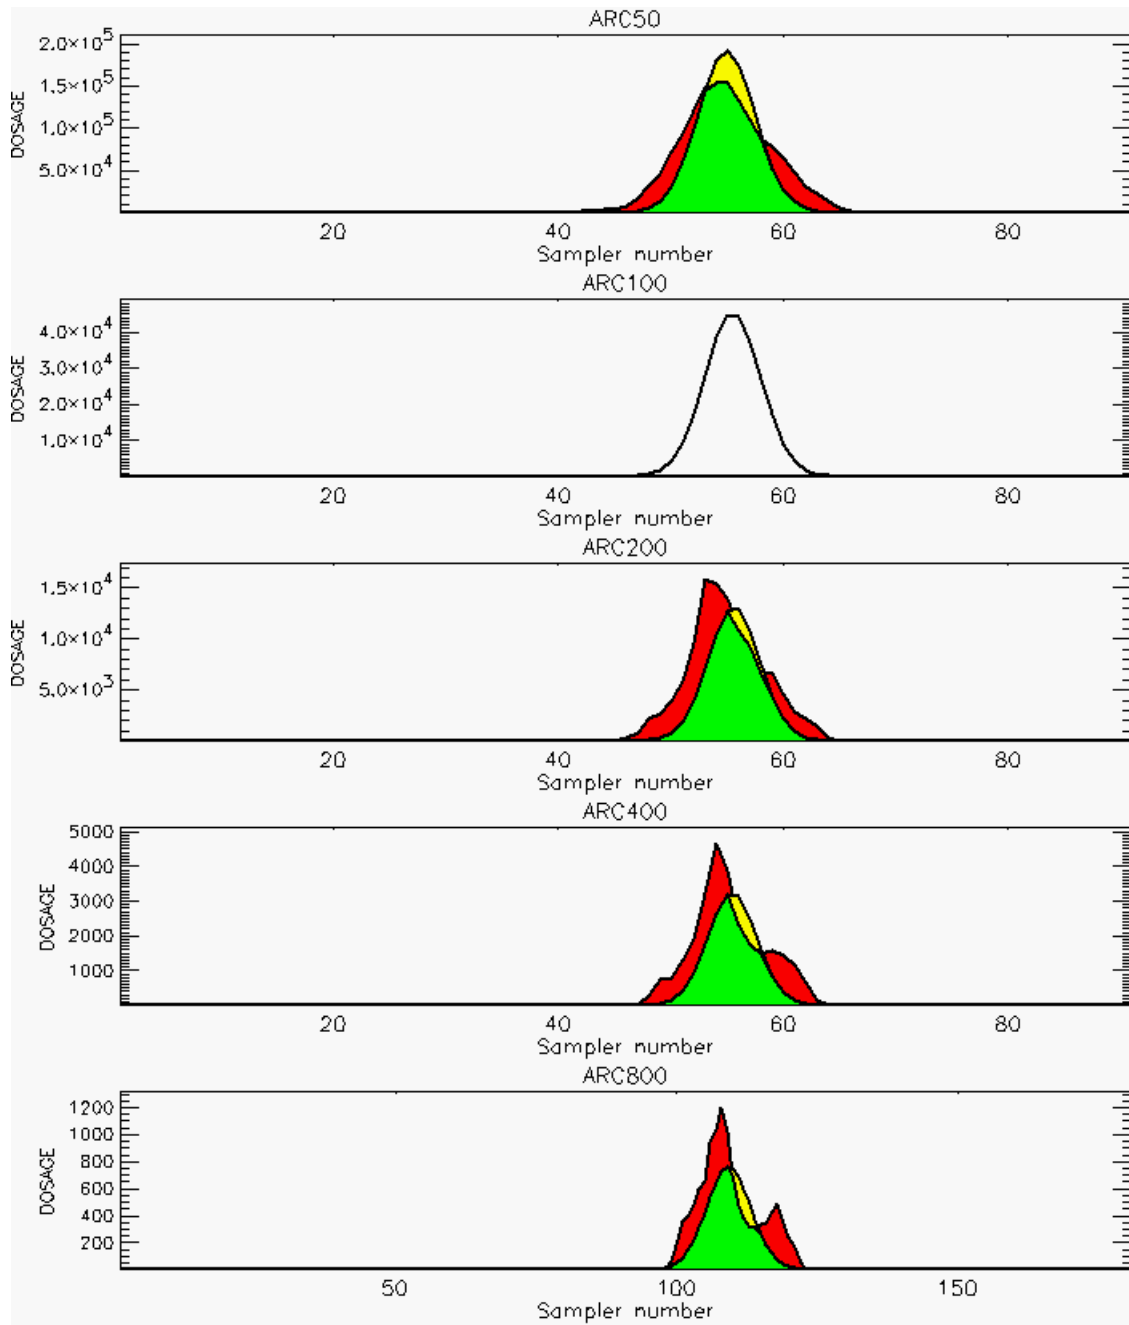 ARC50
2.0×10^5
1.5×10^5
1.0×10^5
5.0×10^4
DOSAGE
20 40 60 80
Sampler number
ARC100
4.0×10^4
3.0×10^4
2.0×10^4
1.0×10^4
DOSAGE
20 40 60 80
Sampler number
ARC200
1.5×10^4
1.0×10^4
5.0×10^3
DOSAGE
20 40 60 80
Sampler number
ARC400
5000
4000
3000
2000
1000
DOSAGE
20 40 60 80
Sampler number
ARC800
1200
1000
800
600
400
200
DOSAGE
50 100 150
Sampler number